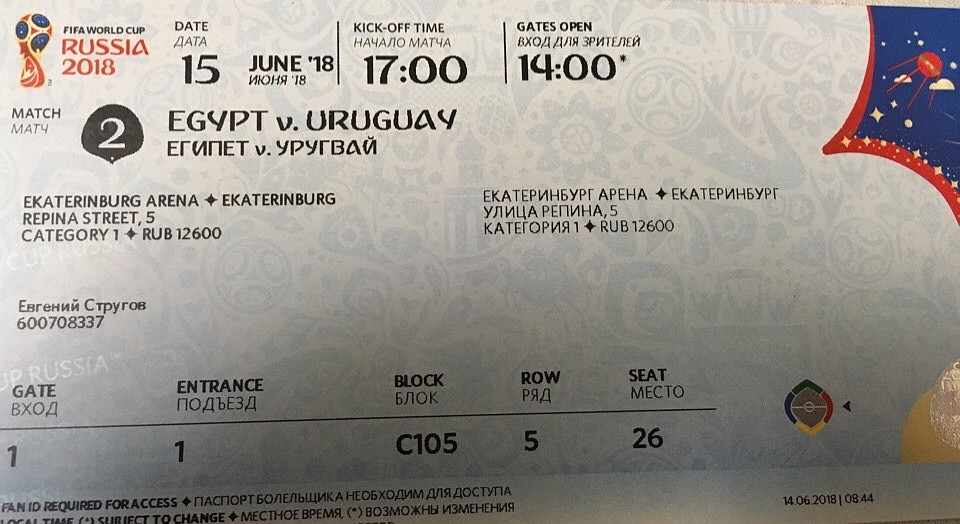 FIFA WORLD CUP
RUSSIA
2018
DATE
ДАТА
15 JUNE '18
ИЮНЯ '18
KICK-OFF TIME
НАЧАЛО МАТЧА
17:00
GATES OPEN
ВХОД ДЛЯ ЗРИТЕЛЕЙ
14:00*
MATCH
МАТЧ
2
EGYPT v. URUGUAY
ЕГИПЕТ v. УРУГВАЙ
EKATERINBURG ARENA ✦ EKATERINBURG
REPINA STREET, 5
CATEGORY 1 ✦ RUB 12600
ЕКАТЕРИНБУРГ АРЕНА ✦ ЕКАТЕРИНБУРГ
УЛИЦА РЕПИНА, 5
КАТЕГОРИЯ 1 ✦ RUB 12600
CUP RUSSIA
Евгений Стругов
600708337
UP RUSSIA™
GATE
ВХОД
1
ENTRANCE
ПОДЪЕЗД
1
BLOCK
БЛОК
C105
ROW
РЯД
5
SEAT
МЕСТО
26
FAN ID REQUIRED FOR ACCESS ✦ ПАСПОРТ БОЛЕЛЬЩИКА НЕОБХОДИМ ДЛЯ ДОСТУПА
LOCAL TIME, (*) SUBJECT TO CHANGE ✦ МЕСТНОЕ ВРЕМЯ, (*) ВОЗМОЖНЫ ИЗМЕНЕНИЯ
14.06.2018 | 08:44